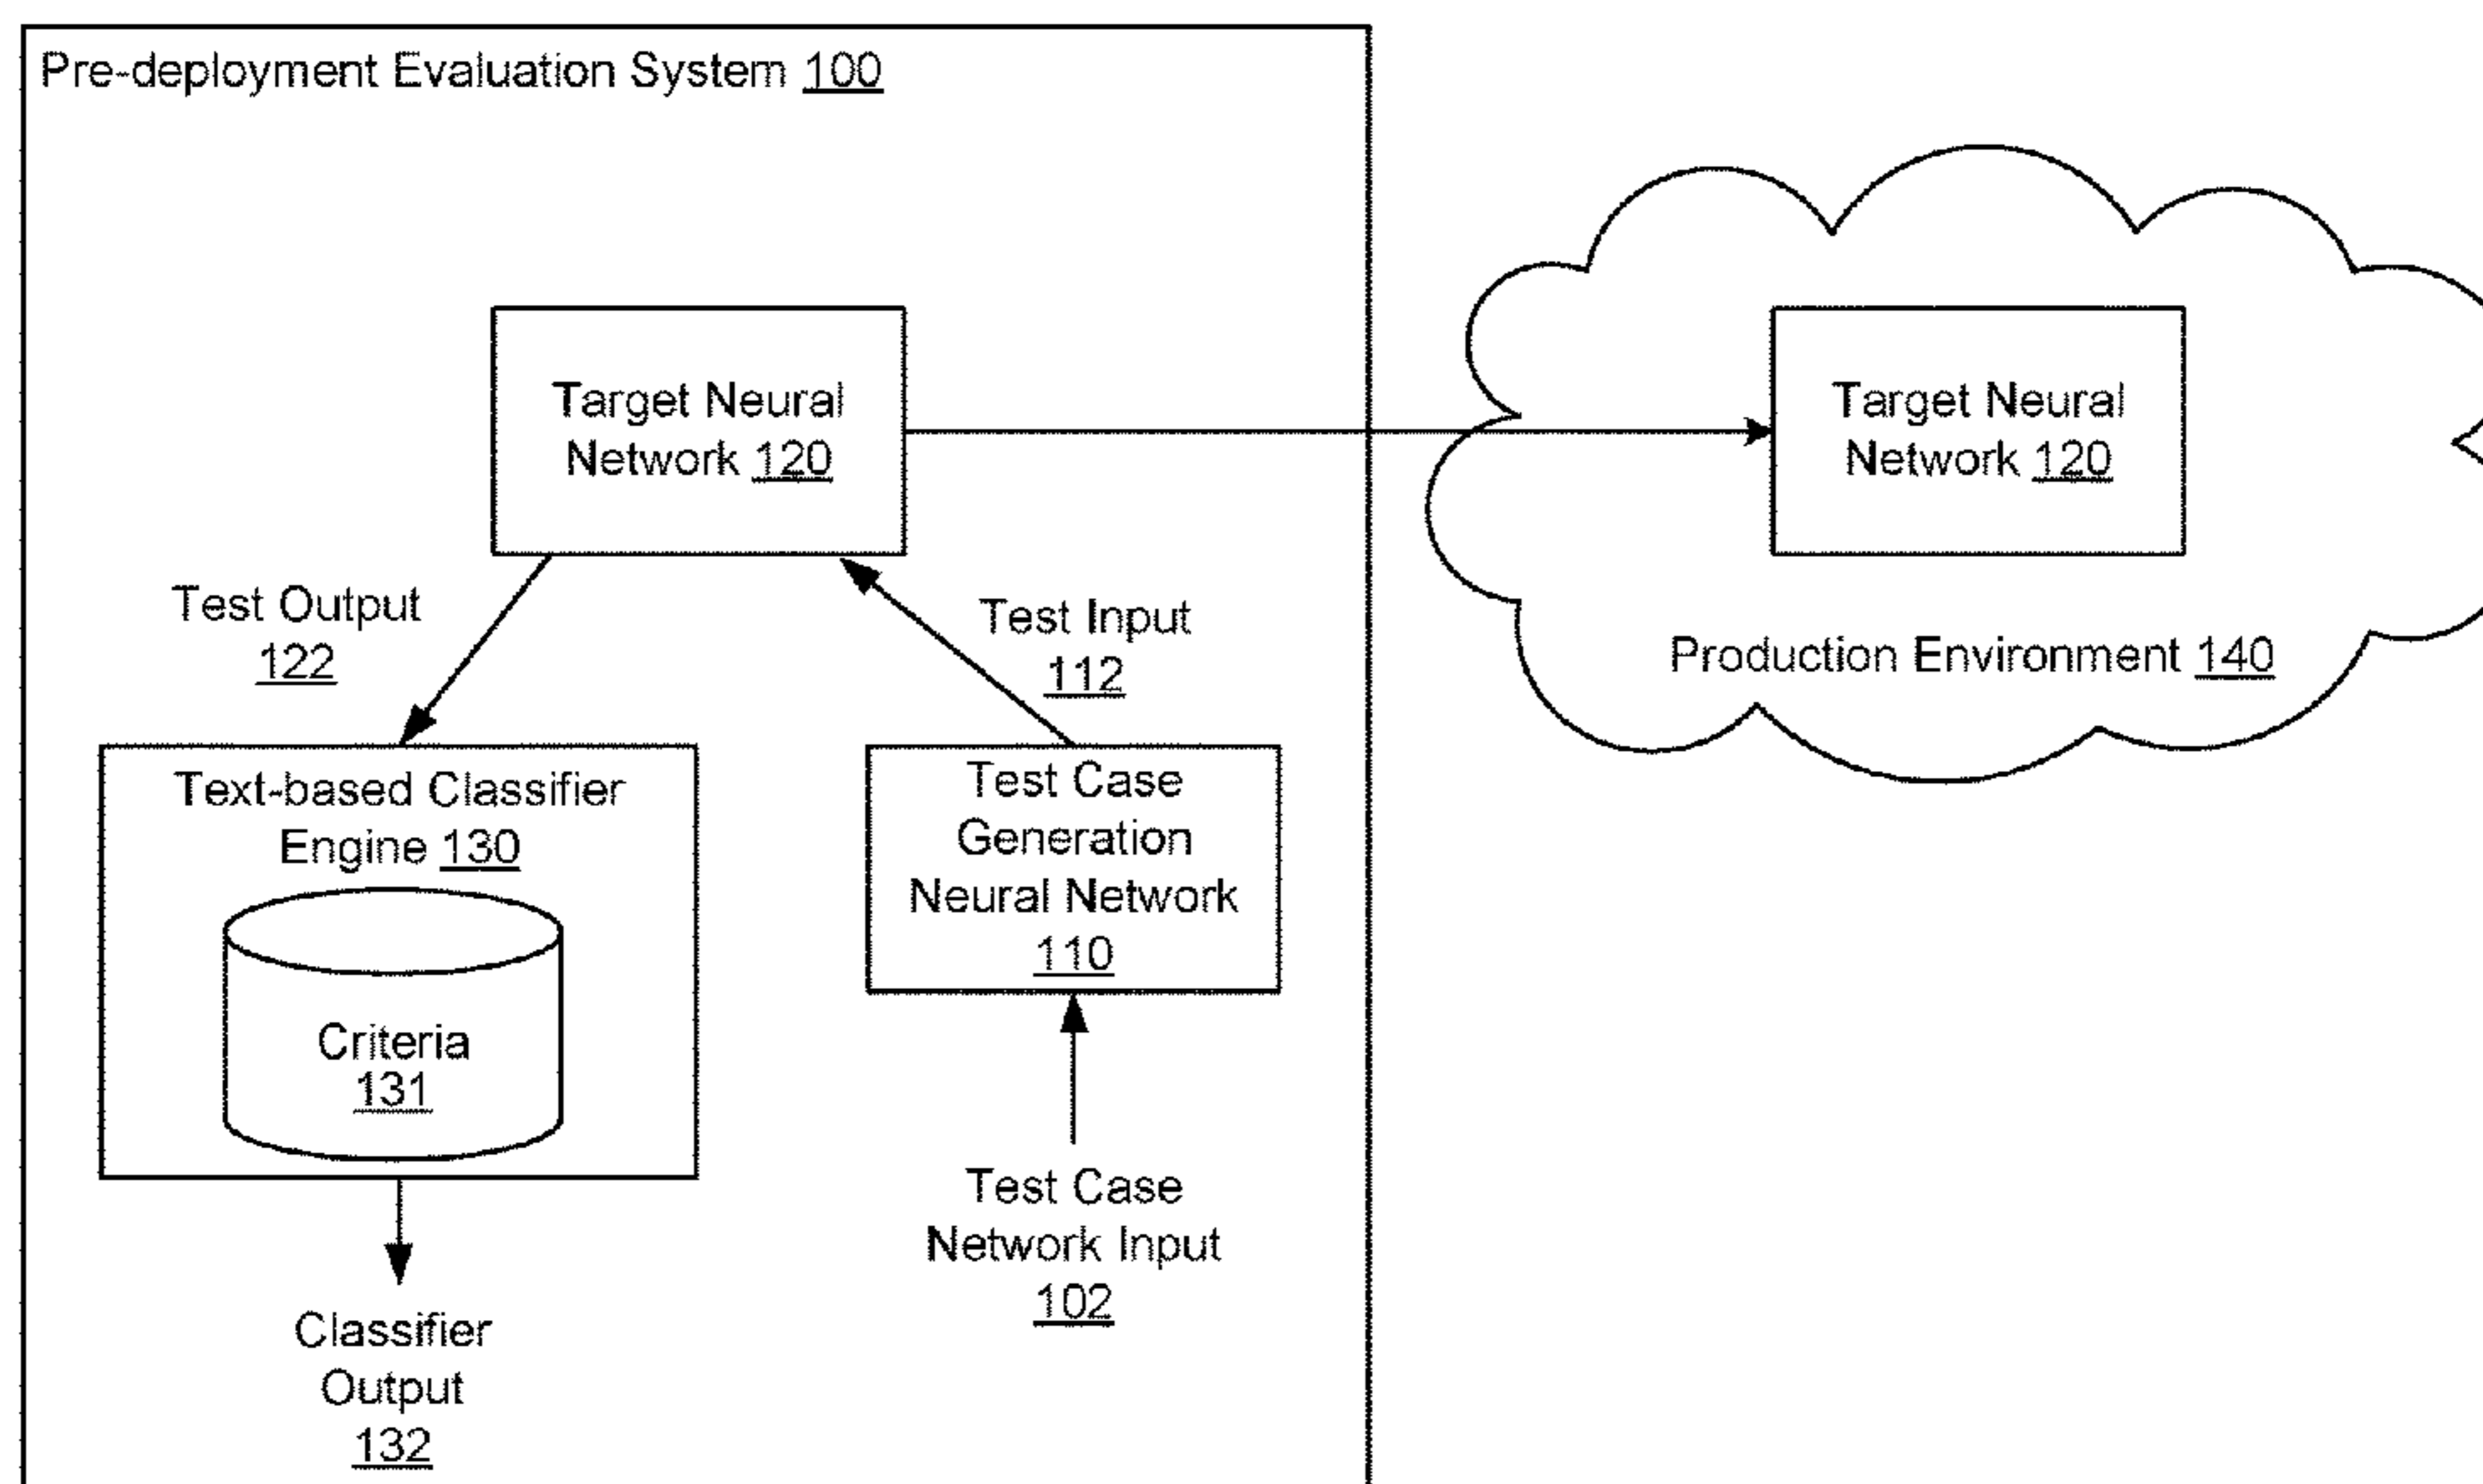 Pre-deployment Evaluation System 100
Target Neural
Network 120
Target Neural
Network 120
Test Output
122
Test Input
112
Production Environment 140
Text-based Classifier
Engine 130
Criteria
131
Test Case
Generation
Neural Network
110
Test Case
Network Input
102
Classifier
Output
132